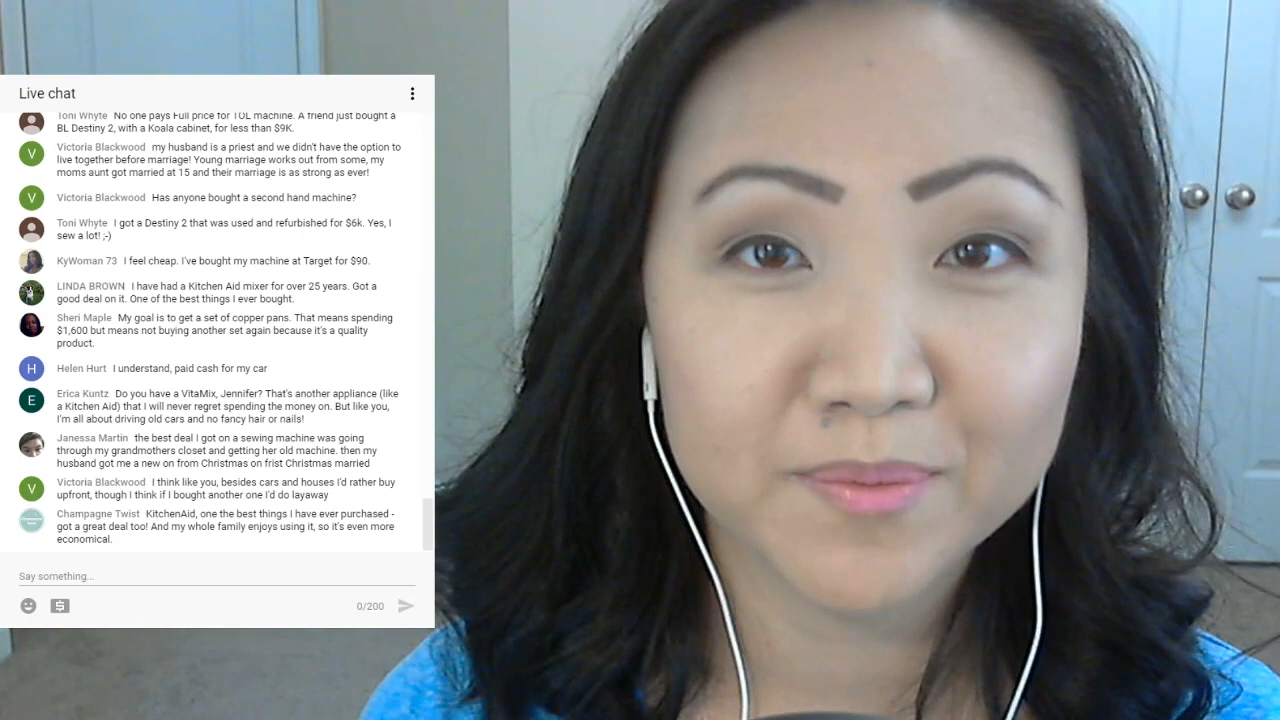 Live chat
Toni Whyte No one pays Full price for TOL machine. A friend just bought a
BL Destiny 2, with a Koala cabinet, for less than $9K.
Victoria Blackwood my husband is a priest and we didn't have the option to
live together before marriage! Young marriage works out from some, my
moms aunt got married at 15 and their marriage is as strong as ever!
Victoria Blackwood Has anyone bought a second hand machine?
Toni Whyte I got a Destiny 2 that was used and refurbished for $6k. Yes, I
sew a lot! ;-)
KyWoman 73 I feel cheap. I've bought my machine at Target for $90.
LINDA BROWN I have had a Kitchen Aid mixer for over 25 years. Got a
good deal on it. One of the best things I ever bought.
Sheri Maple My goal is to get a set of copper pans. That means spending
$1,600 but means not buying another set again because it's a quality
product.
H Helen Hurt I understand, paid cash for my car
Erica Kuntz Do you have a VitaMix, Jennifer? That's another appliance (like
E a Kitchen Aid) that I will never regret spending the money on. But like you,
I'm all about driving old cars and no fancy hair or nails!
Janessa Martin the best deal I got on a sewing machine was going
through my grandmothers closet and getting her old machine. then my
husband got me a new on from Christmas on frist Christmas married
V Victoria Blackwood I think like you, besides cars and houses I'd rather buy
upfront, though I think if I bought another one I'd do layaway
Champagne Twist KitchenAid, one the best things I have ever purchased -
got a great deal too! And my whole family enjoys using it, so it's even more
economical.
Say something...
0/200